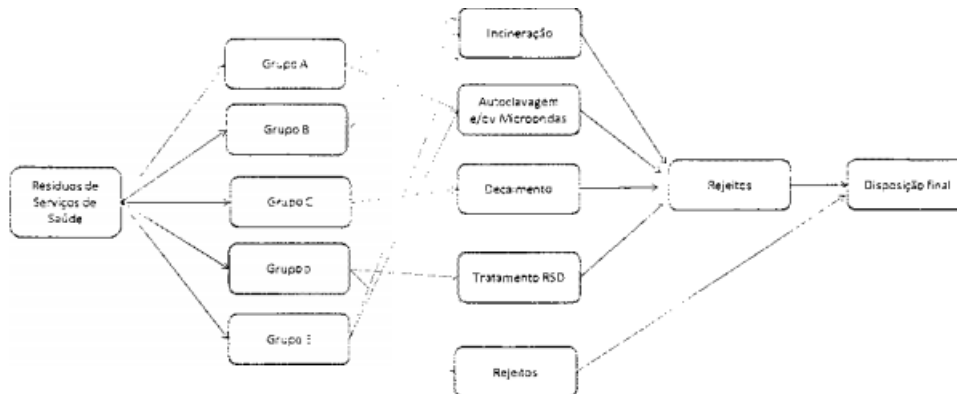 Incineração
Grupo A
Autoclavagem
e/ou Microondas
Grupo B
Resíduos de
Serviços de
Saúde
Grupo C
Decaimento
Rejeitos
Disposição final
Grupo D
Tratamento RSD
Grupo E
Rejeitos